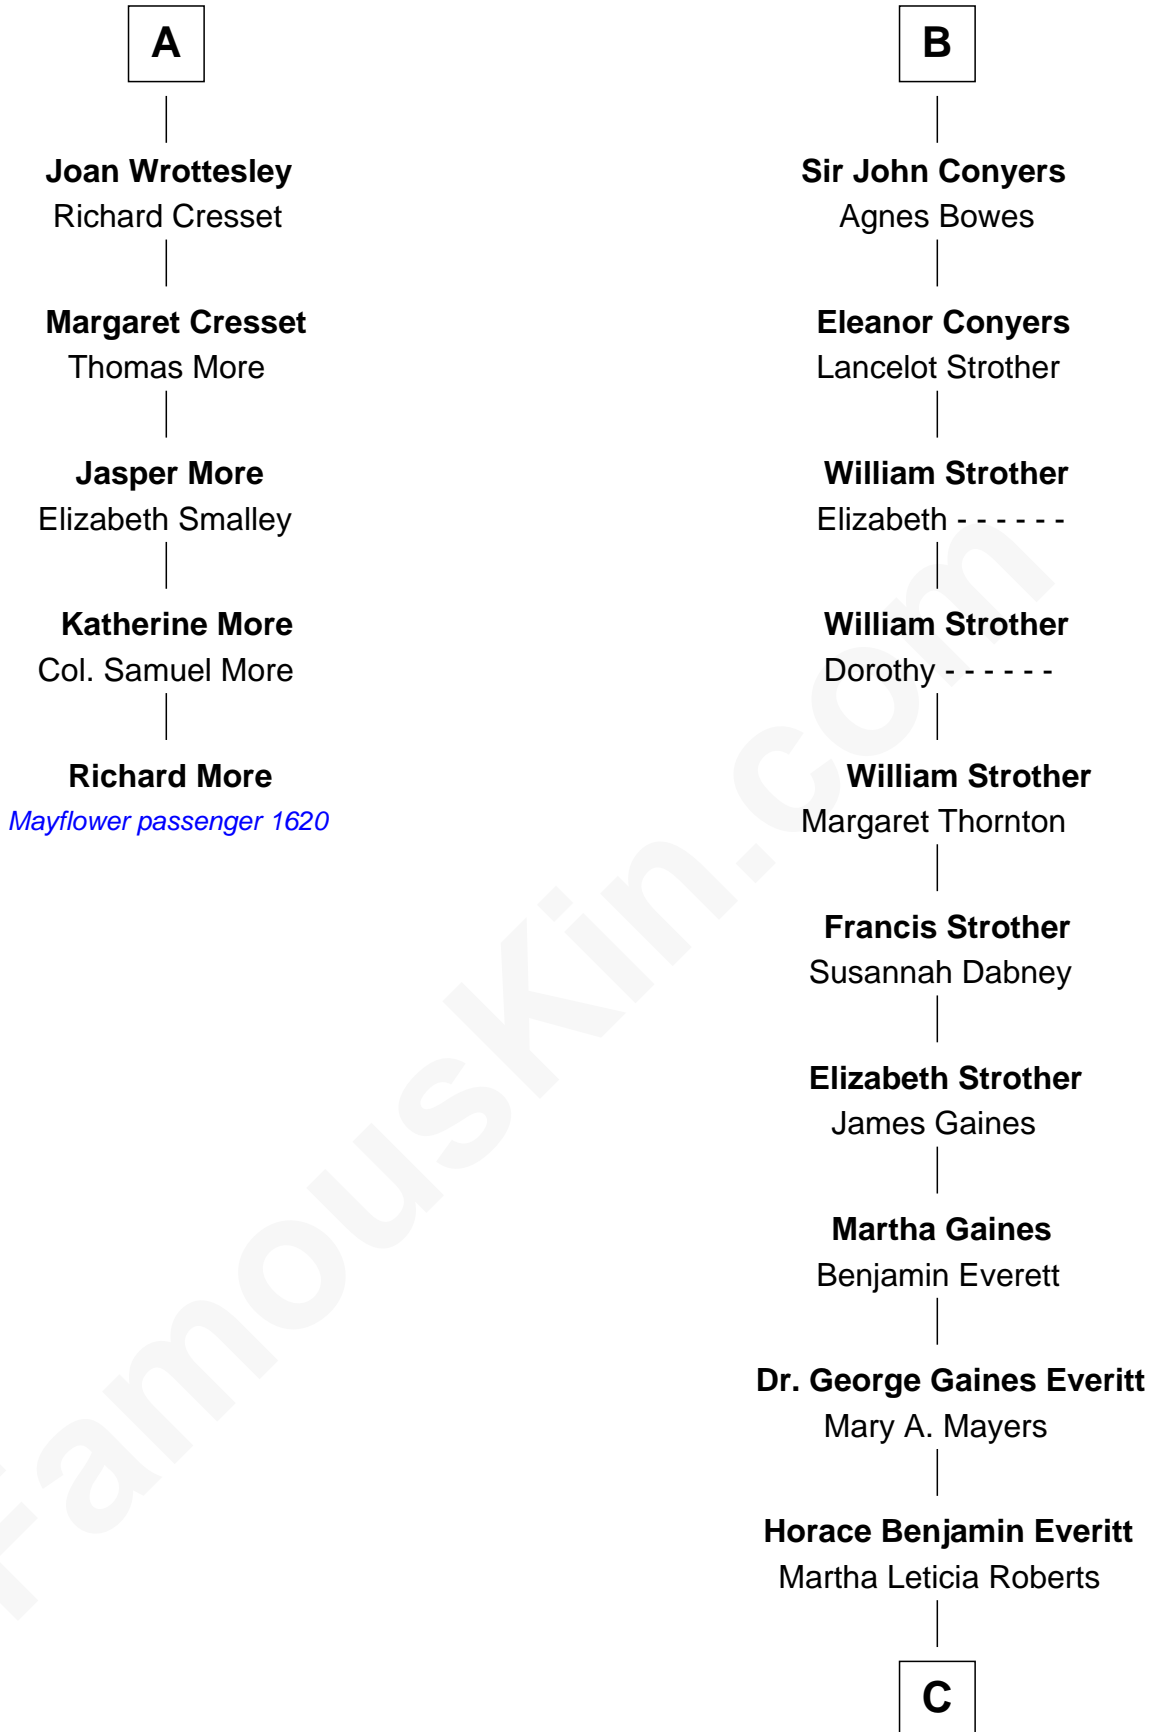 A
Joan Wrottesley
Richard Cresset
Margaret Cresset
Thomas More
Jasper More
Elizabeth Smalley
Katherine More
Col. Samuel More
Richard More
Mayflower passenger 1620
B
Sir John Conyers
Agnes Bowes
Eleanor Conyers
Lancelot Strother
William Strother
Elizabeth - - - - - -
William Strother
Dorothy - - - - - -
William Strother
Margaret Thornton
Francis Strother
Susannah Dabney
Elizabeth Strother
James Gaines
Martha Gaines
Benjamin Everett
Dr. George Gaines Everitt
Mary A. Mayers
Horace Benjamin Everitt
Martha Leticia Roberts
C
FamousKin.com